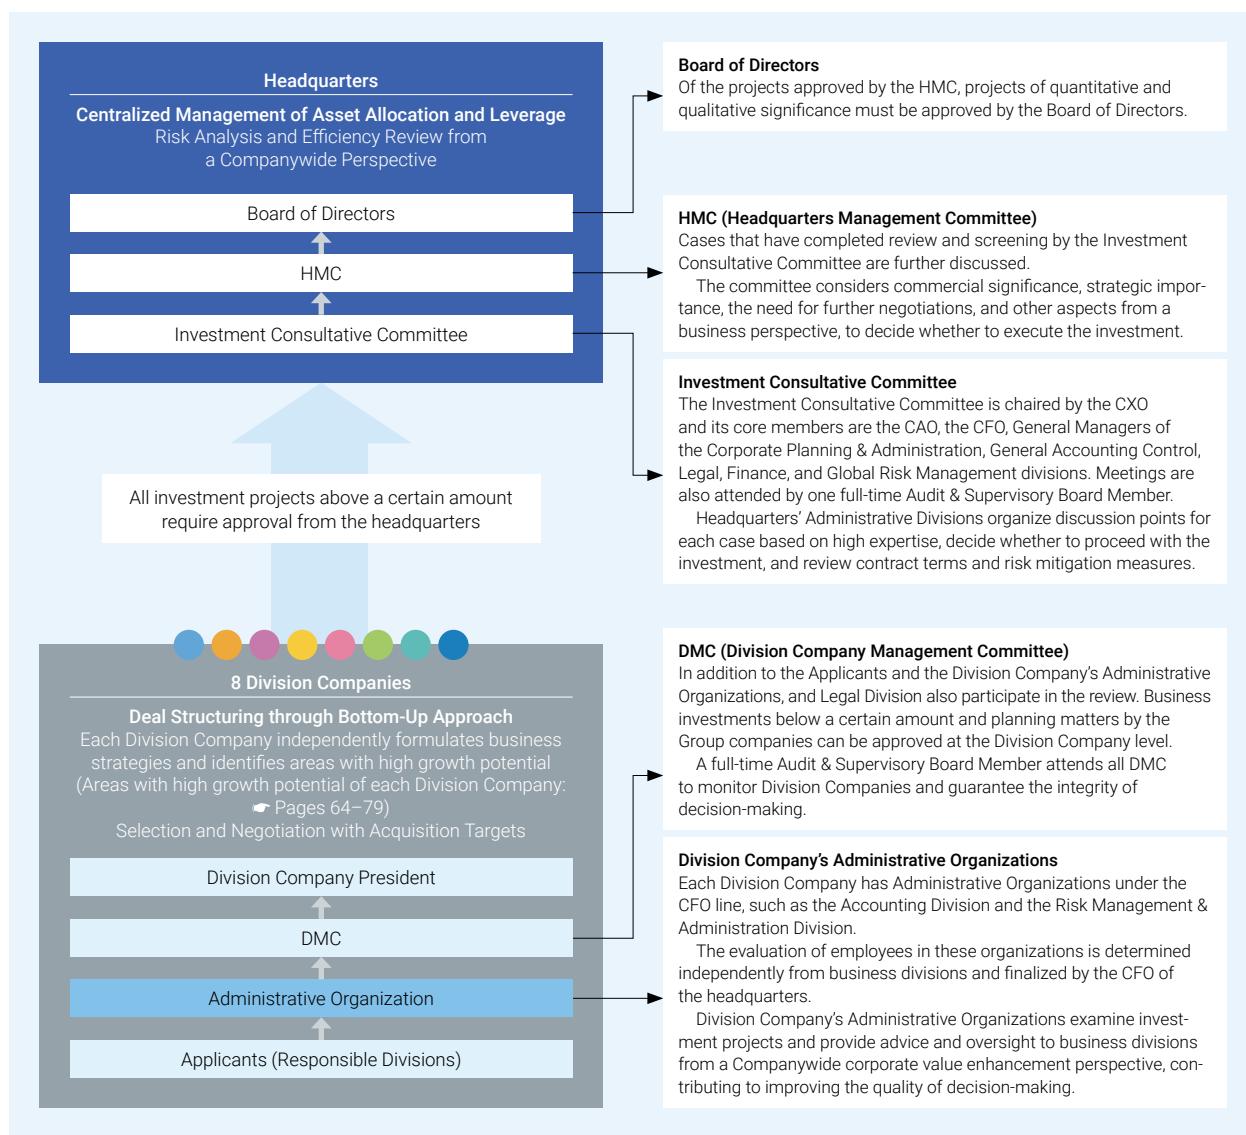 Headquarters
Centralized Management of Asset Allocation and Leverage
Risk Analysis and Efficiency Review from
a Companywide Perspective
Board of Directors
HMC
Investment Consultative Committee
All investment projects above a certain amount
require approval from the headquarters
8 Division Companies
Deal Structuring through Bottom-Up Approach
Each Division Company independently formulates business
strategies and identifies areas with high growth potential
(Areas with high growth potential of each Division Company:
☛ Pages 64–79)
Selection and Negotiation with Acquisition Targets
Division Company President
DMC
Administrative Organization
Applicants (Responsible Divisions)
Board of Directors
Of the projects approved by the HMC, projects of quantitative and
qualitative significance must be approved by the Board of Directors.
HMC (Headquarters Management Committee)
Cases that have completed review and screening by the Investment
Consultative Committee are further discussed.
The committee considers commercial significance, strategic impor-
tance, the need for further negotiations, and other aspects from a
business perspective, to decide whether to execute the investment.
Investment Consultative Committee
The Investment Consultative Committee is chaired by the CXO
and its core members are the CAO, the CFO, General Managers of
the Corporate Planning & Administration, General Accounting Control,
Legal, Finance, and Global Risk Management divisions. Meetings are
also attended by one full-time Audit & Supervisory Board Member.
Headquarters’ Administrative Divisions organize discussion points for
each case based on high expertise, decide whether to proceed with the
investment, and review contract terms and risk mitigation measures.
DMC (Division Company Management Committee)
In addition to the Applicants and the Division Company’s Administrative
Organizations, and Legal Division also participate in the review. Business
investments below a certain amount and planning matters by the
Group companies can be approved at the Division Company level.
A full-time Audit & Supervisory Board Member attends all DMC
to monitor Division Companies and guarantee the integrity of
decision-making.
Division Company’s Administrative Organizations
Each Division Company has Administrative Organizations under the
CFO line, such as the Accounting Division and the Risk Management &
Administration Division.
The evaluation of employees in these organizations is determined
independently from business divisions and finalized by the CFO of
the headquarters.
Division Company’s Administrative Organizations examine invest-
ment projects and provide advice and oversight to business divisions
from a Companywide corporate value enhancement perspective, con-
tributing to improving the quality of decision-making.